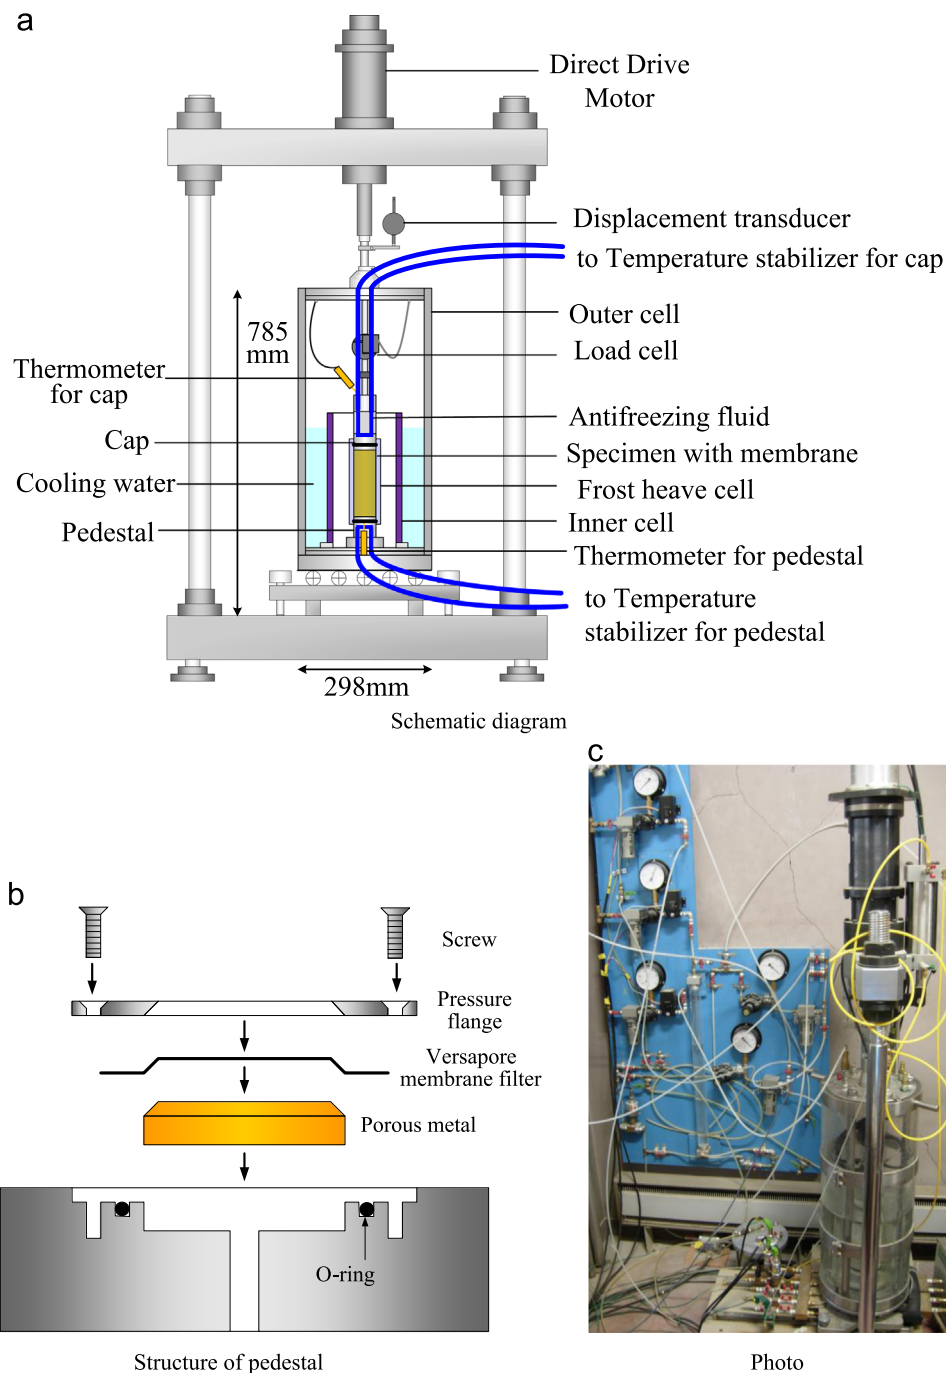 a
Direct Drive
Motor
Displacement transducer
to Temperature stabilizer for cap
785
mm
Outer cell
Load cell
Thermometer
for cap
Antifreezing fluid
Cap
Specimen with membrane
Cooling water
Frost heave cell
Pedestal
Inner cell
Thermometer for pedestal
to Temperature
stabilizer for pedestal
298mm
Schematic diagram
c
b
Screw
Pressure
flange
Versapore
membrane filter
Porous metal
O-ring
Structure of pedestal
Photo